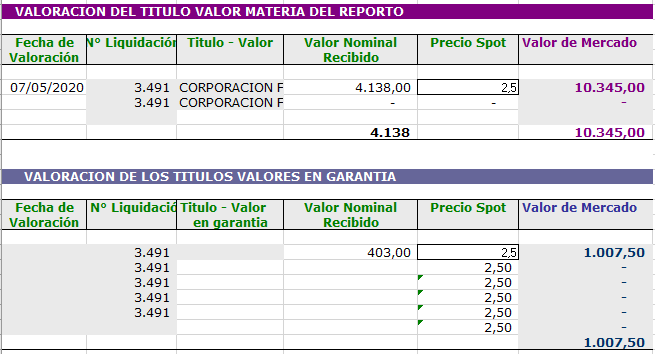 VALORACION DEL TITULO VALOR MATERIA DEL REPORTO
Fecha de Valoración N° Liquidación Titulo - Valor Valor Nominal Recibido Precio Spot Valor de Mercado
07/05/2020 3.491 CORPORACION F 4.138,00 2,5 10.345,00
3.491 CORPORACION F - - -
4.138 10.345,00
VALORACION DE LOS TITULOS VALORES EN GARANTIA
Fecha de Valoración N° Liquidació Titulo - Valor en garantia Valor Nominal Recibido Precio Spot Valor de Mercado
3.491 403,00 2,5 1.007,50
3.491 2,50 -
3.491 2,50 -
3.491 2,50 -
3.491 2,50 -
2,50 -
1.007,50